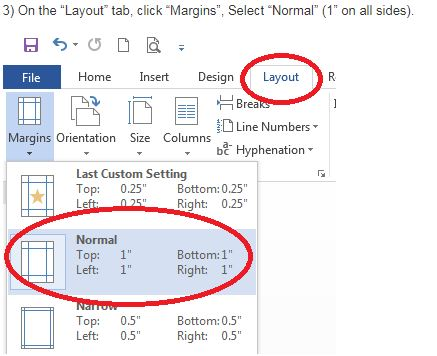 3) On the “Layout” tab, click “Margins”, Select “Normal” (1” on all sides).
File Home Insert Design Layout R
Breaks
Line Numbers
Margins Orientation Size Columns bc Hyphenation
Last Custom Setting
Top: 0.25" Bottom: 0.25"
Left: 0.25" Right: 0.25"
Normal
Top: 1" Bottom: 1"
Left: 1" Right: 1"
Narrow
Top: 0.5" Bottom: 0.5"
Left: 0.5" Right: 0.5"